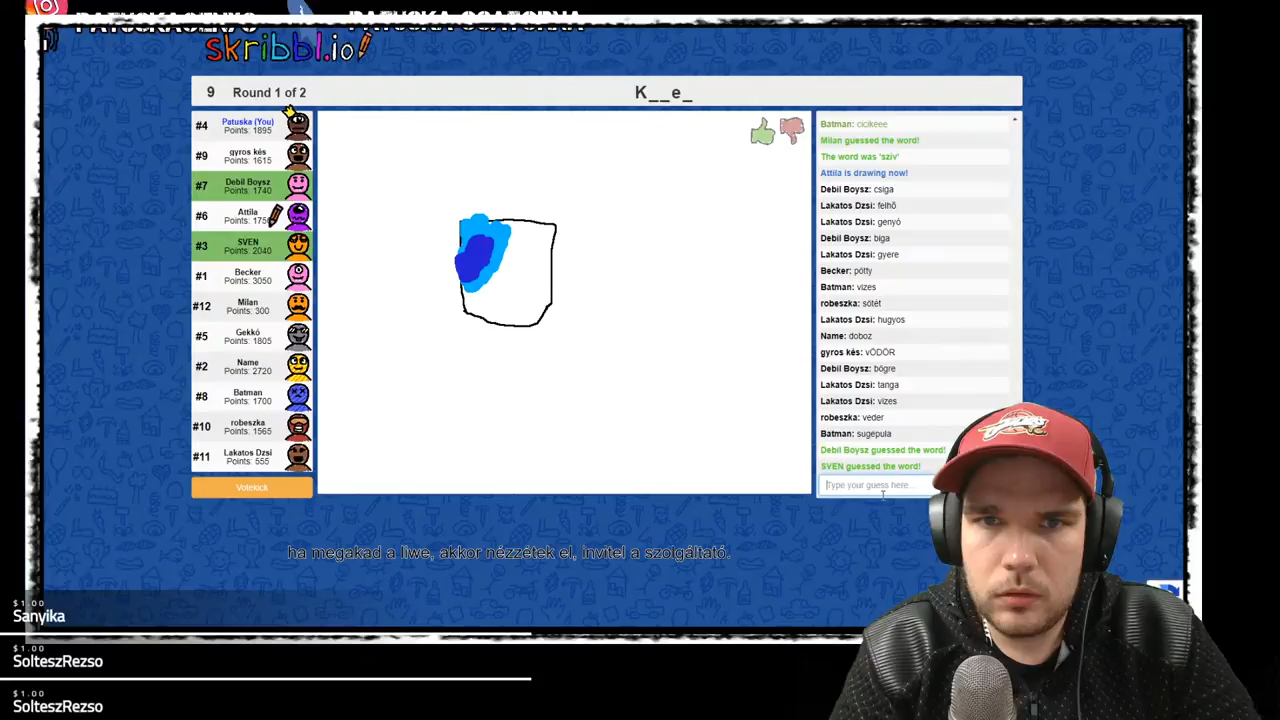 PATUSKA CSATORNA
skribbl.io
9 Round 1 of 2
K__e_
#4 Patuska (You)
Points: 1895
#9 gyros kés
Points: 1615
#7 Debil Boysz
Points: 1740
#6 Attila
#3 SVEN
Points: 2040
#1 Becker
Points: 3050
#12 Milan
Points: 300
#5 Gekkó
Points: 1805
#2 Name
Points: 2720
#8 Batman
Points: 1700
#10 robeszka
Points: 1565
#11 Lakatos Dzsi
Points: 555
Votekick
Batman: cicikeee
Milan guessed the word!
The word was 'szív'
Attila is drawing now!
Debil Boysz: csiga
Lakatos Dzsi: felhő
Lakatos Dzsi: genyó
Debil Boysz: biga
Lakatos Dzsi: gyere
Becker: pötty
Batman: vizes
robeszka: sötét
Lakatos Dzsi: hugyos
Name: doboz
gyros kés: vÖDÖR
Debil Boysz: bögre
Lakatos Dzsi: tanga
Lakatos Dzsi: vizes
robeszka: veder
Batman: sugepula
Debil Boysz guessed the word!
SVEN guessed the word!
Type your guess here...
ha megakad a liwe, akkor nézzétek el, invitel a szolgáltató.
$1.00
Sanyika
$1.00
SolteszRezso
$1.00
SolteszRezso